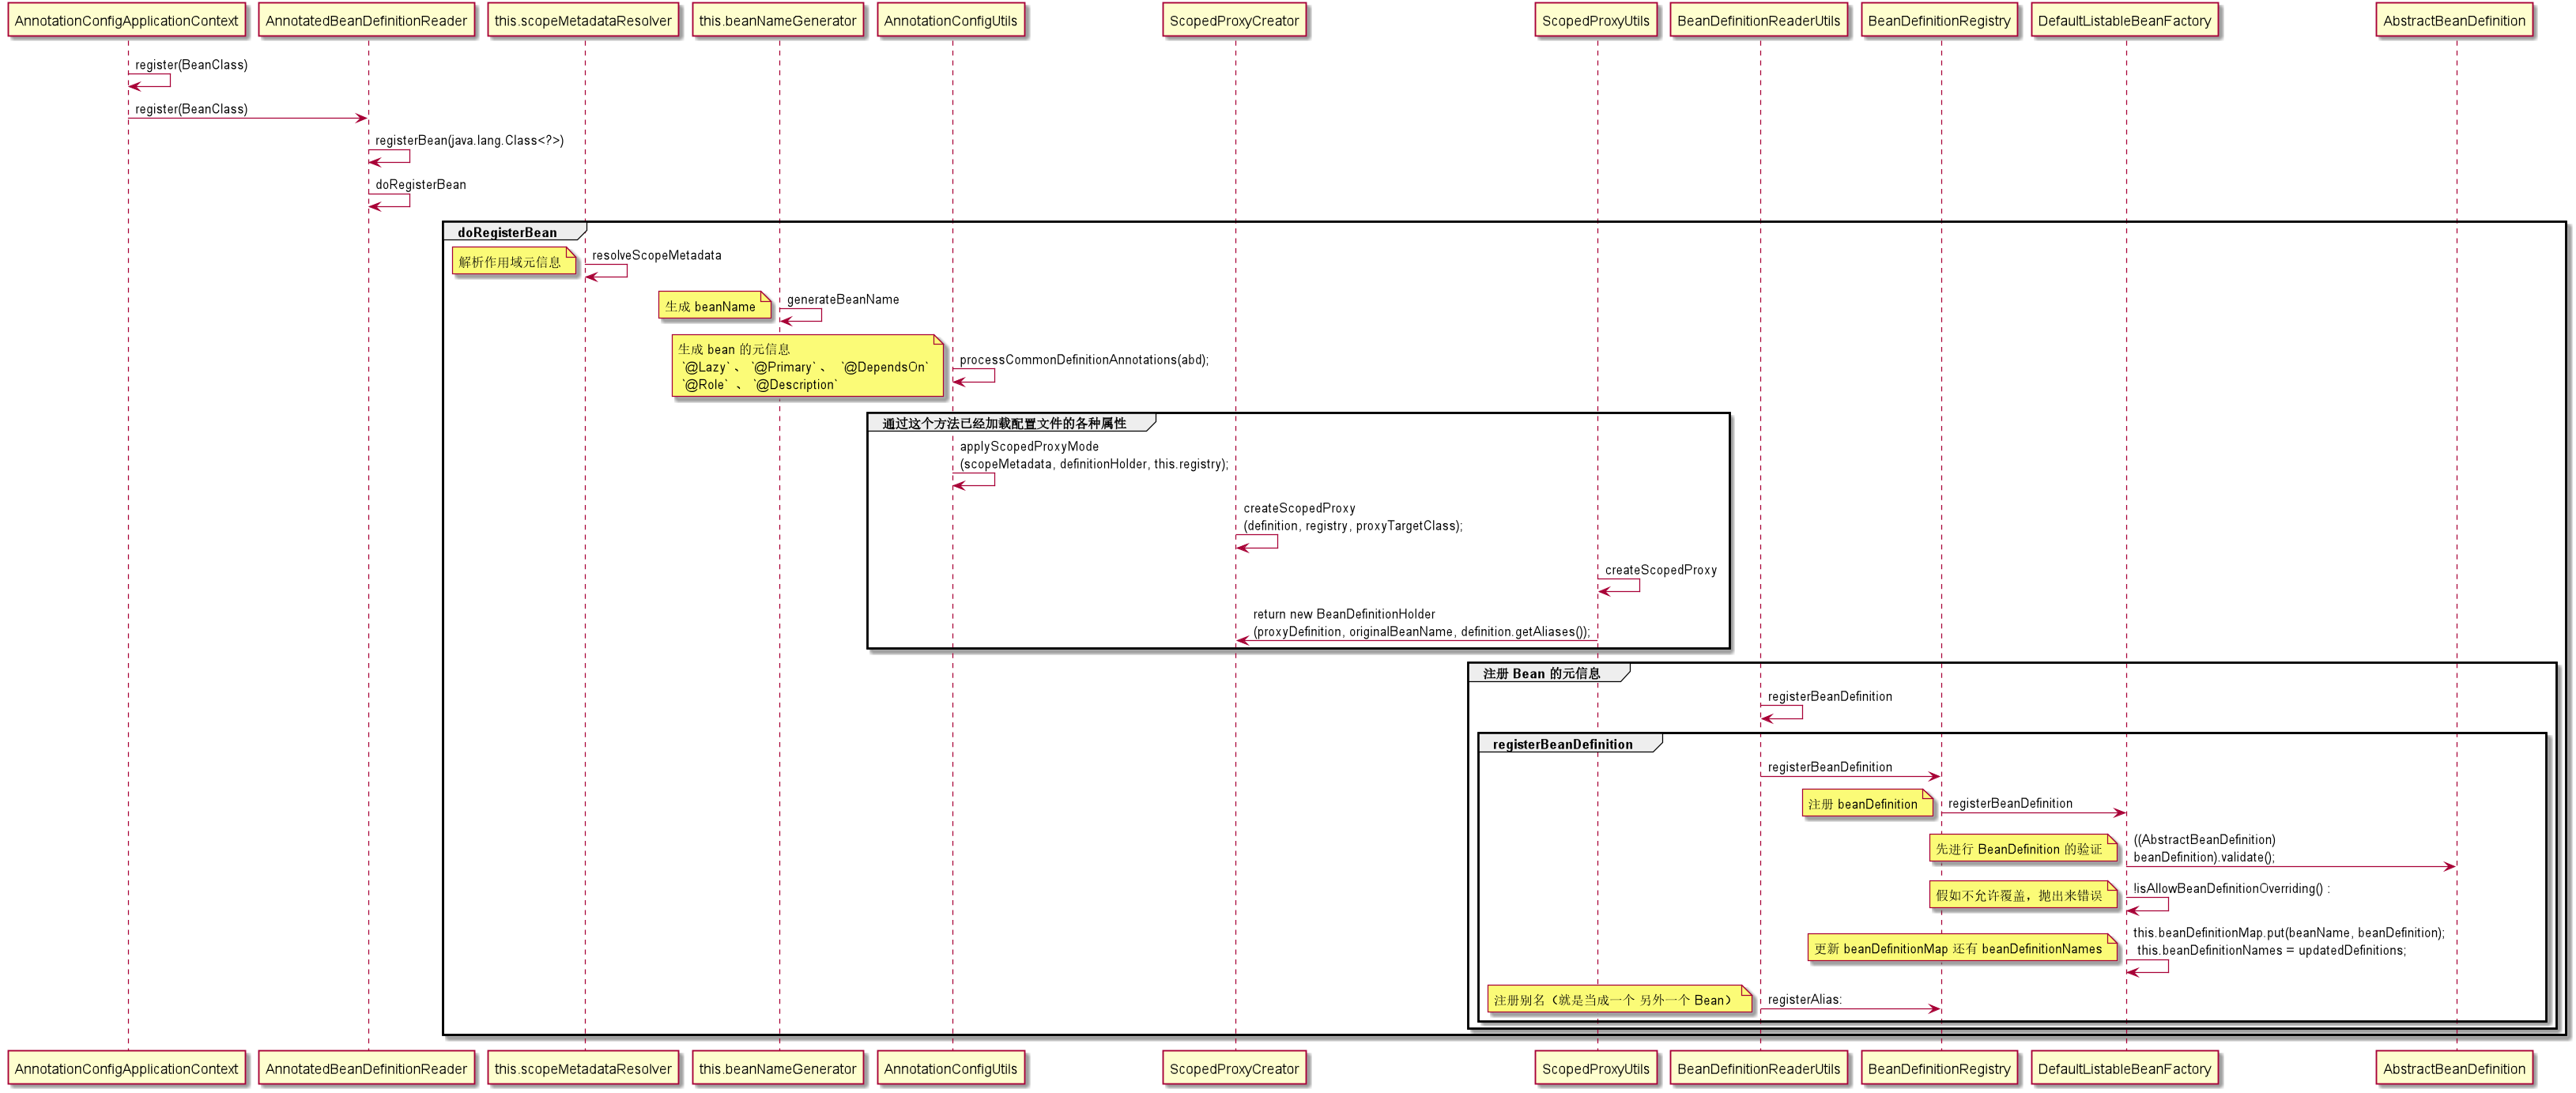 AnnotationConfigApplicationContext
AnnotatedBeanDefinitionReader
this.scopeMetadataResolver
this.beanNameGenerator
AnnotationConfigUtils
ScopedProxyCreator
ScopedProxyUtils
BeanDefinitionReaderUtils
BeanDefinitionRegistry
DefaultListableBeanFactory
AbstractBeanDefinition
register(BeanClass)
register(BeanClass)
registerBean(java.lang.Class<?>)
doRegisterBean
doRegisterBean
解析作用域元信息
resolveScopeMetadata
生成 beanName
generateBeanName
生成 bean 的元信息
`@Lazy` 、 `@Primary` 、 `@DependsOn`
`@Role` 、 `@Description`
processCommonDefinitionAnnotations(abd);
通过这个方法已经加载配置文件的各种属性
applyScopedProxyMode
(scopeMetadata, definitionHolder, this.registry);
createScopedProxy
(definition, registry, proxyTargetClass);
createScopedProxy
return new BeanDefinitionHolder
(proxyDefinition, originalBeanName, definition.getAliases());
注册 Bean 的元信息
registerBeanDefinition
registerBeanDefinition
registerBeanDefinition
注册 beanDefinition
registerBeanDefinition
先进行 BeanDefinition 的验证
((AbstractBeanDefinition)
beanDefinition).validate();
假如不允许覆盖，抛出来错误
!isAllowBeanDefinitionOverriding() :
更新 beanDefinitionMap 还有 beanDefinitionNames
this.beanDefinitionMap.put(beanName, beanDefinition);
this.beanDefinitionNames = updatedDefinitions;
注册别名（就是当成一个 另外一个 Bean）
registerAlias:
AnnotationConfigApplicationContext
AnnotatedBeanDefinitionReader
this.scopeMetadataResolver
this.beanNameGenerator
AnnotationConfigUtils
ScopedProxyCreator
ScopedProxyUtils
BeanDefinitionReaderUtils
BeanDefinitionRegistry
DefaultListableBeanFactory
AbstractBeanDefinition